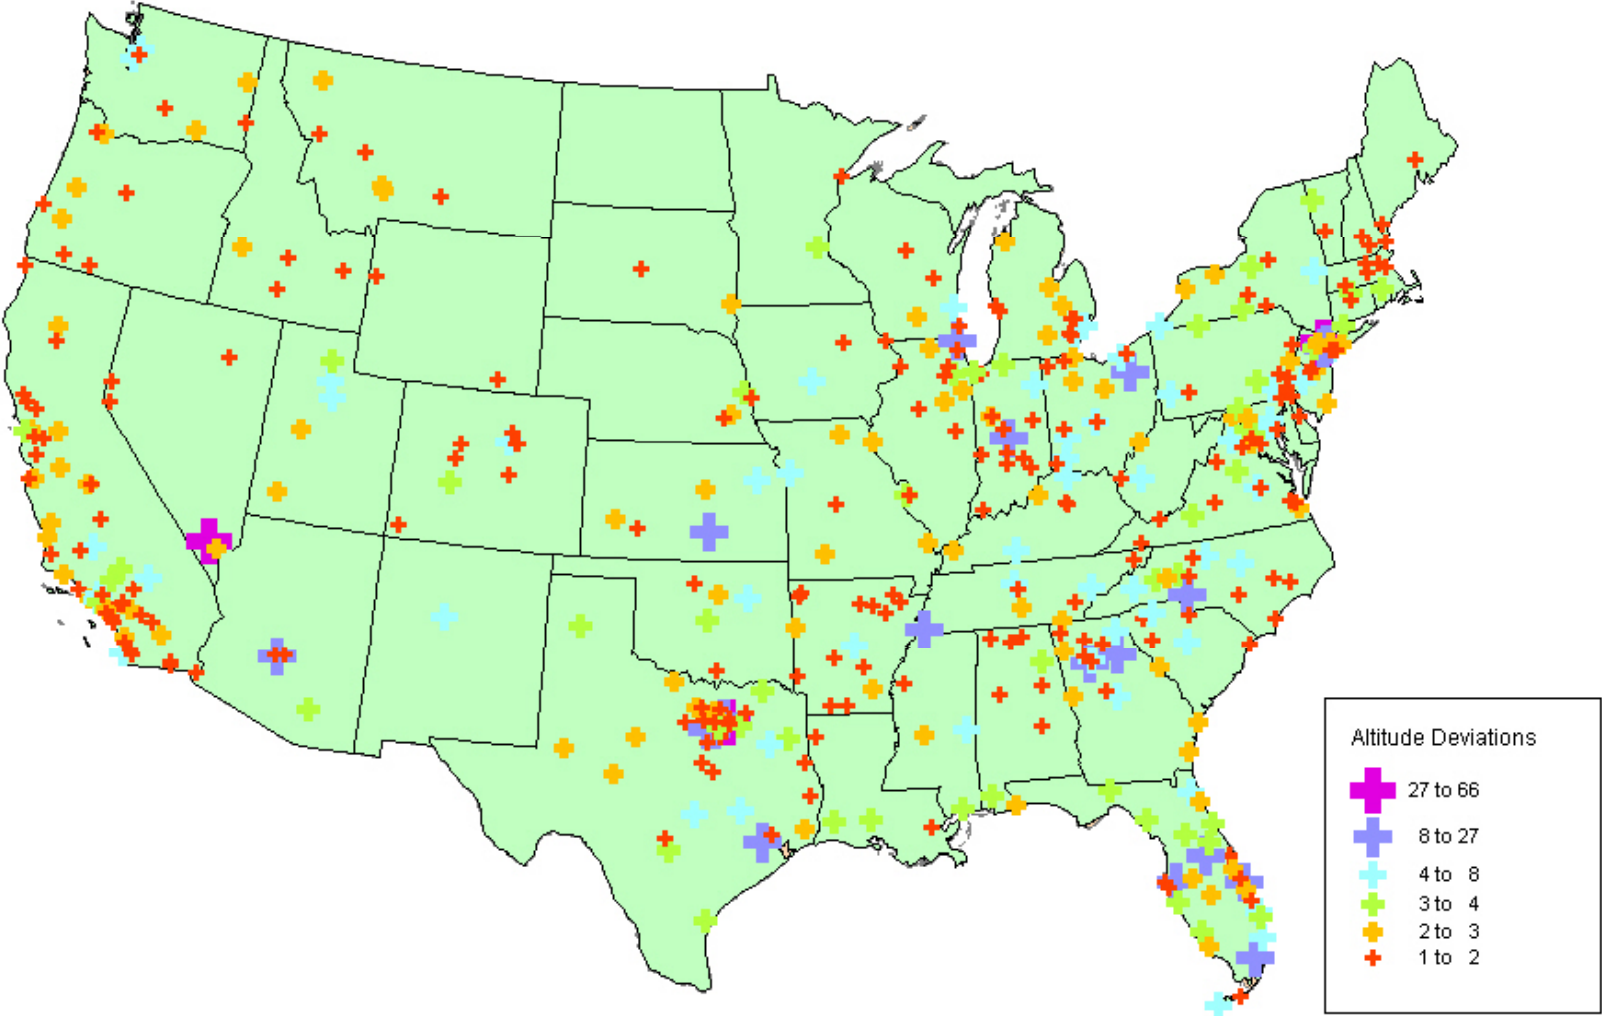 Altitude Deviations
27 to 66
8 to 27
4 to 8
3 to 4
2 to 3
1 to 2